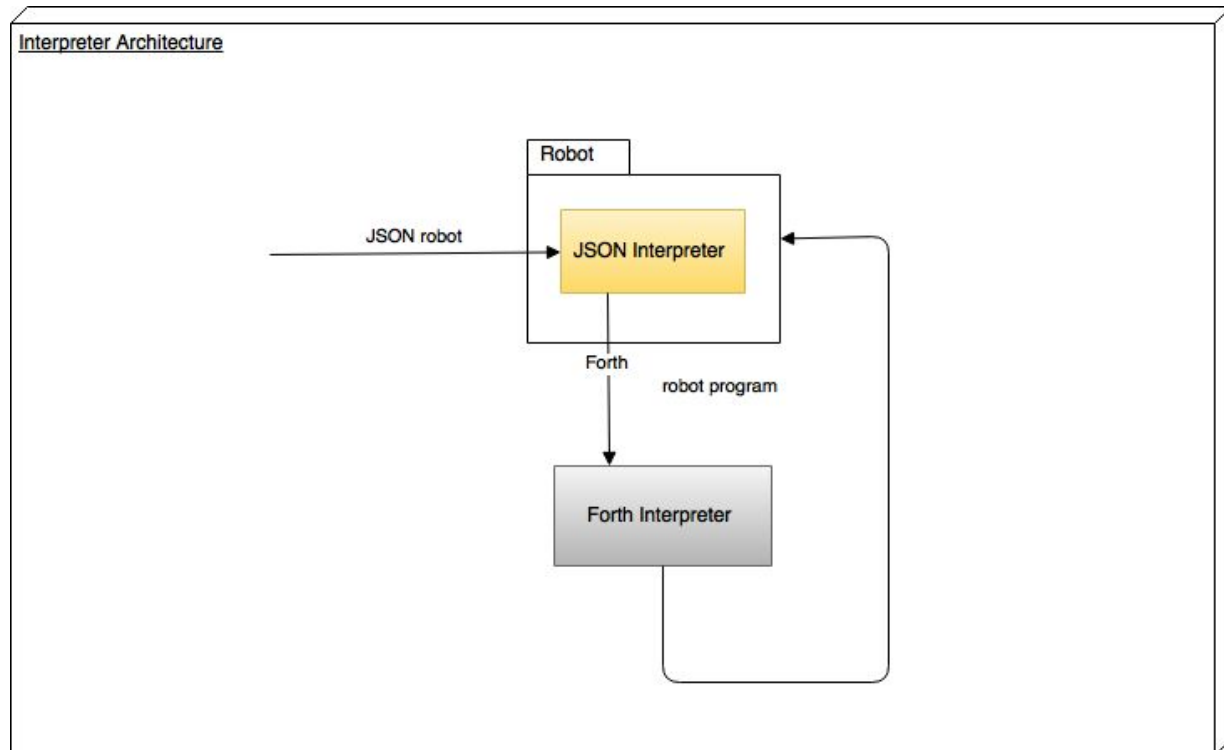 Interpreter Architecture
Robot
JSON robot
JSON Interpreter
Forth
robot program
Forth Interpreter